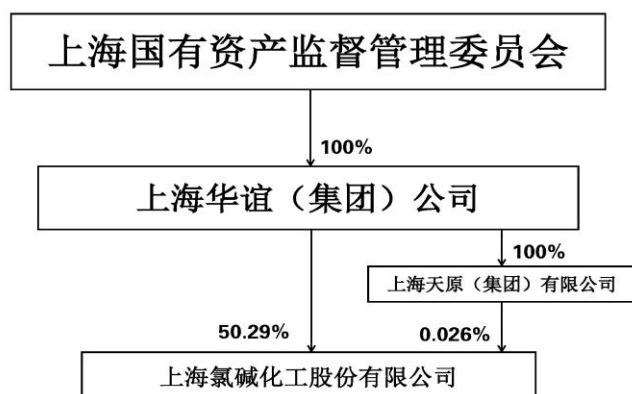 上海国有资产监督管理委员会
100%
上海华谊（集团）公司
100%
上海天原（集团）有限公司
50.29%
0.026%
上海氯碱化工股份有限公司